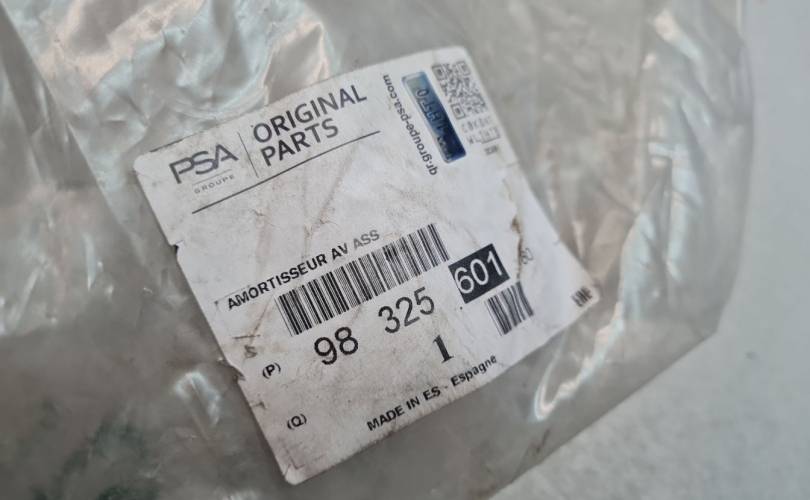 PSA
GROUPE
ORIGINAL
PARTS
qr.groupe-psa.com
AMORTISSEUR AV ASS
(P) 98 325 601 80
(Q) 1
MADE IN ES - Espagne